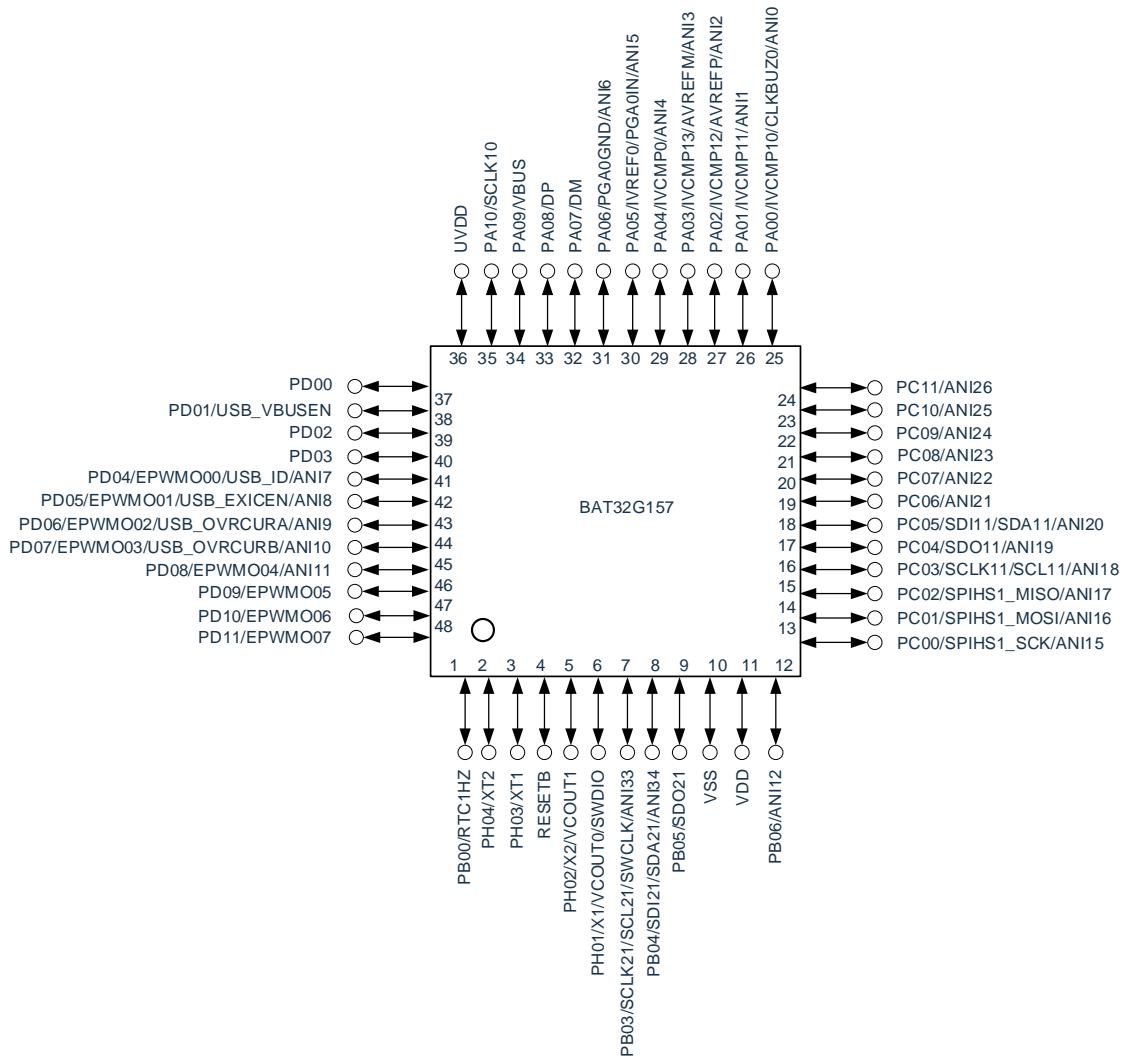 UVDD
PA10/SCLK10
PA09/VBUS
PA08/DP
PA07/DM
PA06/PGA0GND/ANI6
PA05/IVREF0/PGA0IN/ANI5
PA04/IVCMP0/ANI4
PA03/IVCMP13/AVREFM/ANI3
PA02/IVCMP12/AVREFP/ANI2
PA01/IVCMP11/ANI1
PA00/IVCMP10/CLKBUZ0/ANI0
36 35 34 33 32 31 30 29 28 27 26 25
PD00
PD01/USB_VBUSEN
PD02
PD03
PD04/EPWMO00/USB_ID/ANI7
PD05/EPWMO01/USB_EXICEN/ANI8
PD06/EPWMO02/USB_OVRCURA/ANI9
PD07/EPWMO03/USB_OVRCURB/ANI10
PD08/EPWMO04/ANI11
PD09/EPWMO05
PD10/EPWMO06
PD11/EPWMO07
37
38
39
40
41
42
43
44
45
46
47
48
BAT32G157
24
23
22
21
20
19
18
17
16
15
14
13
PC11/ANI26
PC10/ANI25
PC09/ANI24
PC08/ANI23
PC07/ANI22
PC06/ANI21
PC05/SDI11/SDA11/ANI20
PC04/SDO11/ANI19
PC03/SCLK11/SCL11/ANI18
PC02/SPIHS1_MISO/ANI17
PC01/SPIHS1_MOSI/ANI16
PC00/SPIHS1_SCK/ANI15
1 2 3 4 5 6 7 8 9 10 11 12
PB00/RTC1HZ
PH04/XT2
PH03/XT1
RESETB
PH02/X2/VCOUT1
PH01/X1/VCOUT0/SWDIO
PB03/SCLK21/SCL21/SWCLK/ANI33
PB04/SDI21/SDA21/ANI34
PB05/SDO21
VSS
VDD
PB06/ANI12